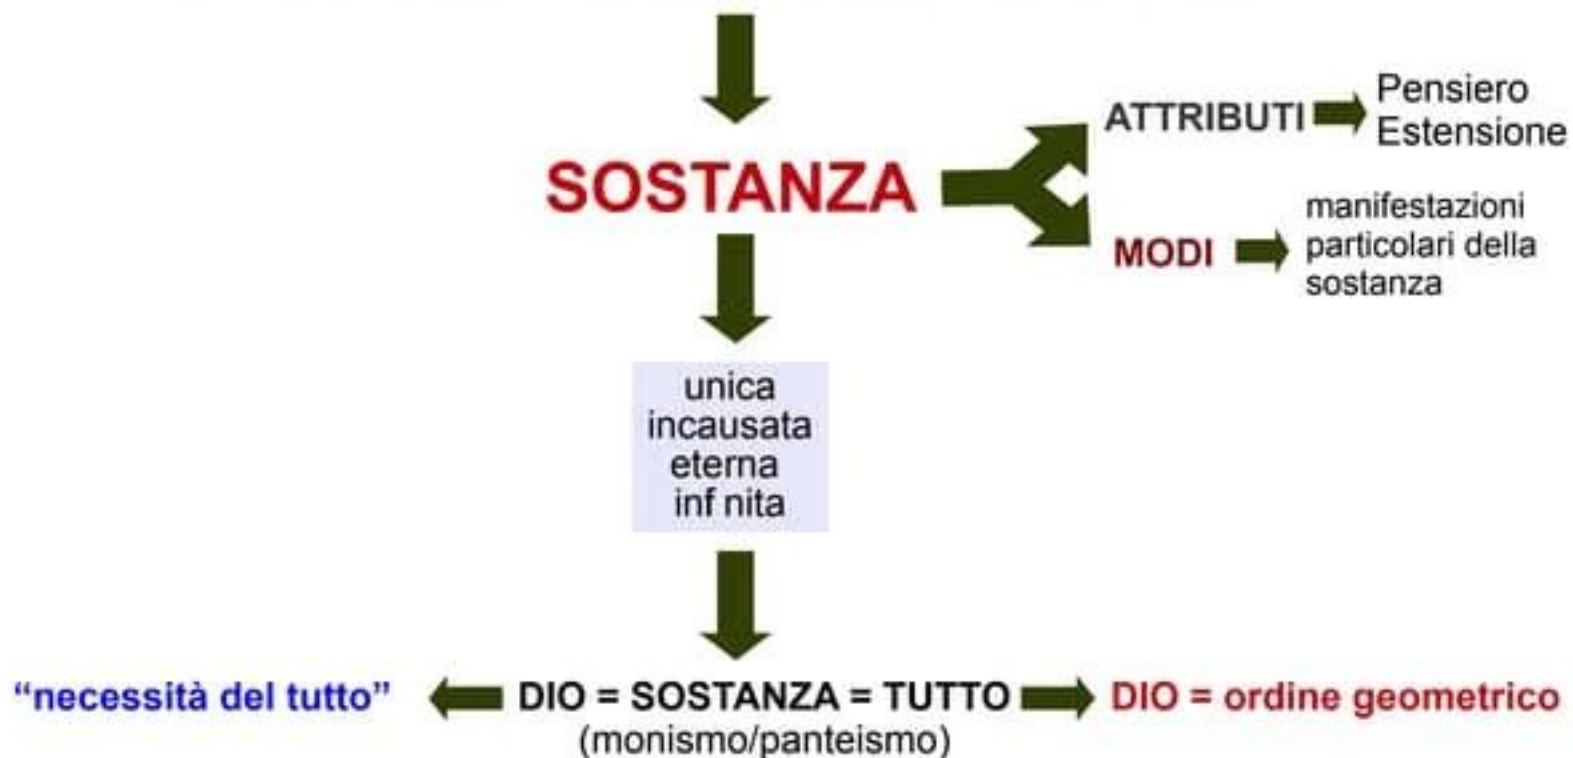 SOSTANZA
ATTRIBUTI
Pensiero
Estensione
MODI
manifestazioni
particolari della
sostanza
unica
incausata
eterna
inf nita
“necessità del tutto”
DIO = SOSTANZA = TUTTO
(monismo/panteismo)
DIO = ordine geometrico